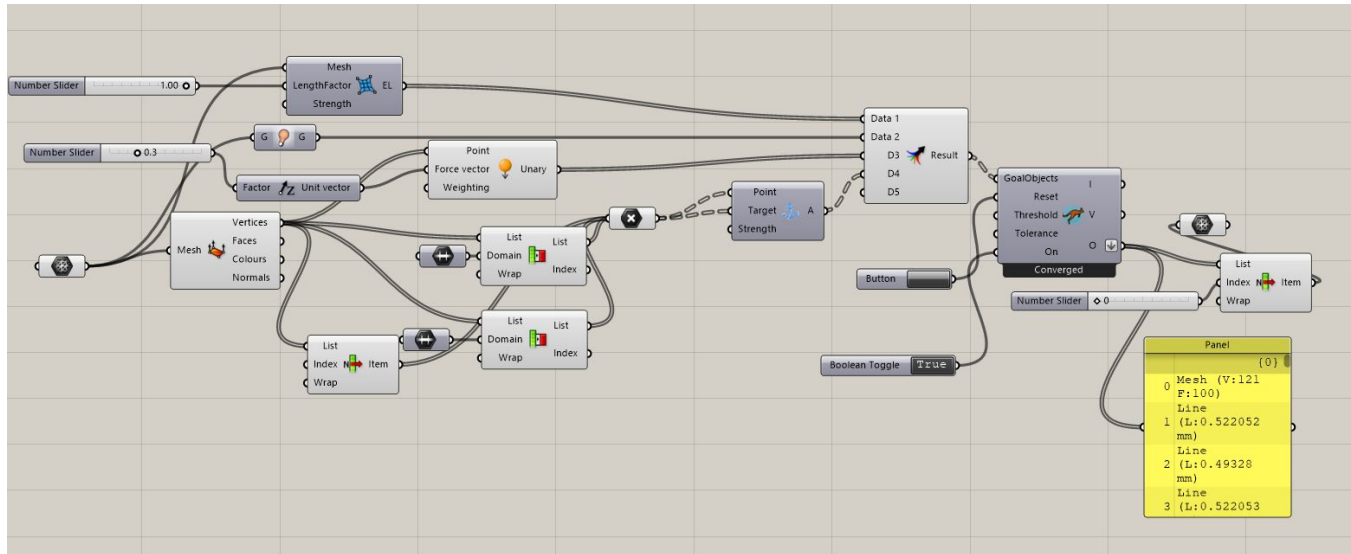 Mesh
LengthFactor
EL
Strength
Number Slider
1.00
G
G
Number Slider
0.3
Factor
Z
Unit vector
Point
Force vector
Unary
Weighting
Mesh
Vertices
Faces
Colours
Normals
List
List
Domain
Wrap
Index
List
List
Domain
Wrap
Index
List
Index
N
Item
Wrap
Point
Target
A
Strength
Data 1
Data 2
D3
Result
D4
D5
GoalObjects
I
Reset
Threshold
V
Tolerance
O
On
Converged
Button
Boolean Toggle
True
Number Slider
0
List
Index
N
Item
Wrap
Panel
{0}
0 Mesh (V:121
F:100)
1 Line
(L:0.522052
mm)
2 Line
(L:0.49328
mm)
3 Line
(L:0.522053